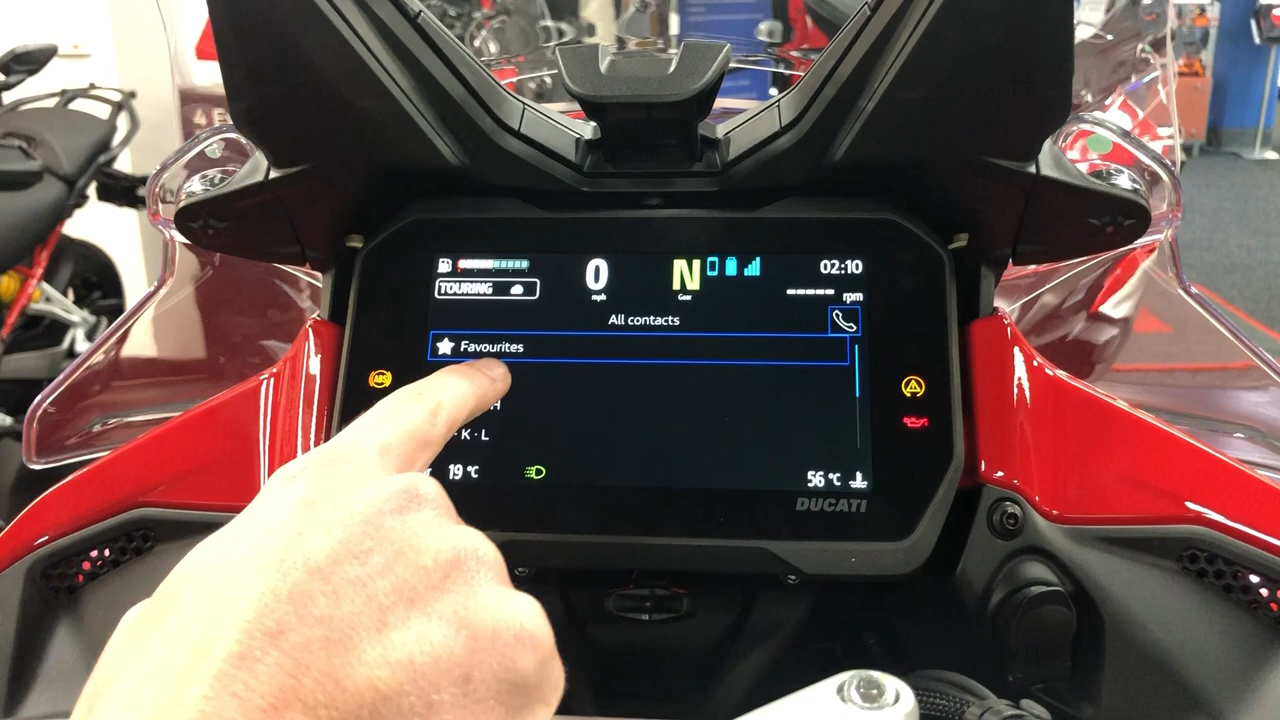 0 N 02:10
TOURING mph Gear ----- rpm
All contacts
Favourites
ABS
H
· K · L
19 °C 56 °C
DUCATI